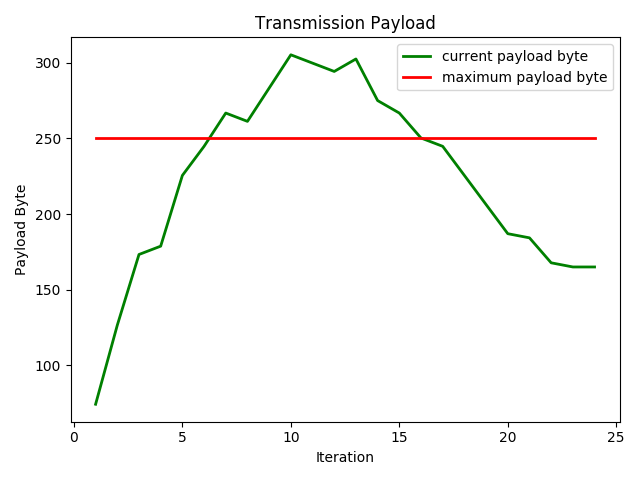 Transmission Payload
current payload byte
maximum payload byte
Payload Byte
300
250
200
150
100
0 5 10 15 20 25
Iteration